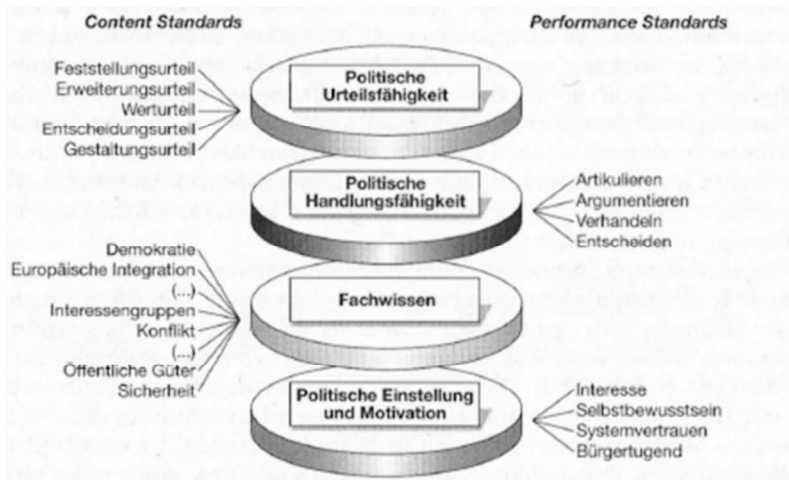 Content Standards
Performance Standards
Feststellungsurteil
Erweiterungsurteil
Werturteil
Entscheidungsurteil
Gestaltungsurteil
Politische
Urteilsfähigkeit
Politische
Handlungsfähigkeit
Artikulieren
Argumentieren
Verhandeln
Entscheiden
Demokratie
Europäische Integration
(...)
Interessengruppen
Konflikt
(...)
Öffentliche Güter
Sicherheit
Fachwissen
Politische Einstellung
und Motivation
Interesse
Selbstbewusstsein
Systemvertrauen
Bürgertugend